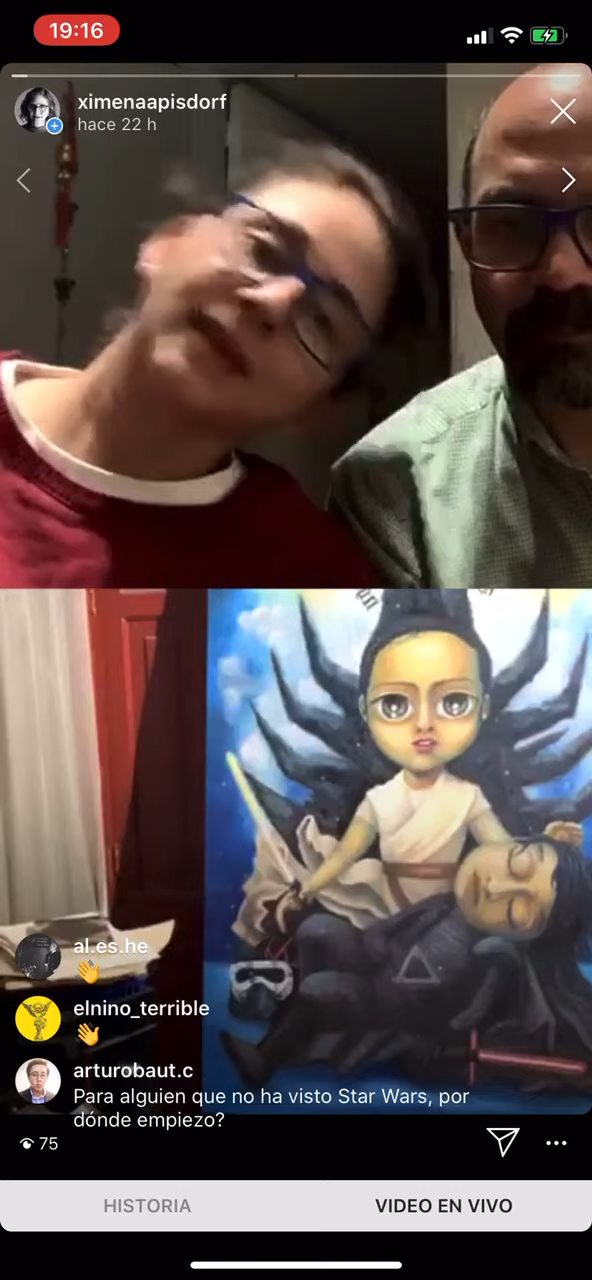 19:16
ximenaapisdorf
hace 22 h
al.es.he
👋
elnino_terrible
👋
arturobaut.c
Para alguien que no ha visto Star Wars, por
dónde empiezo?
75
HISTORIA
VIDEO EN VIVO